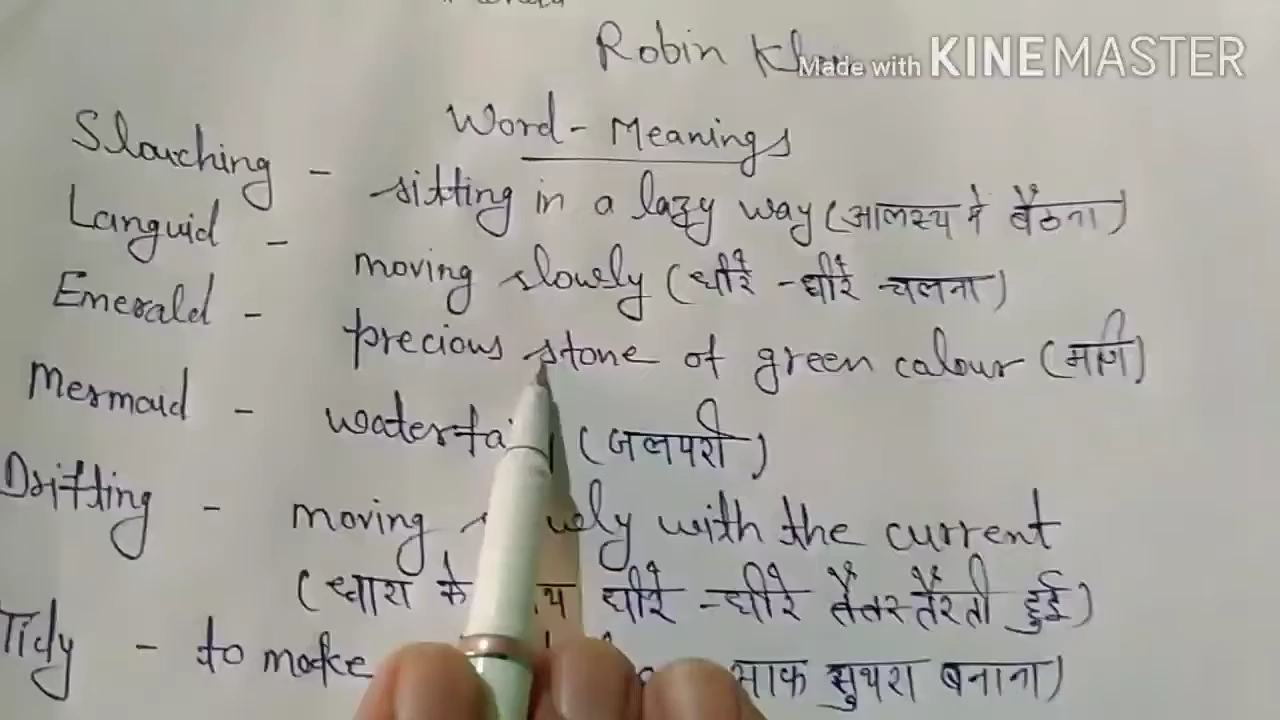 Robin
Made with KINEMASTER
Word - Meanings
Slouching - sitting in a lazy way (आलस्य मे बैठना)
Languid - moving slowly (धीरे -धीरे चलना)
Emerald - precious stone of green calour (मणि)
Mermaid - (जलपरी)
Drifting - moving with the current
(धारा के धीरे -धीरे तैरती हुई)
Tidy - to make साफ सुथरा बनाना)